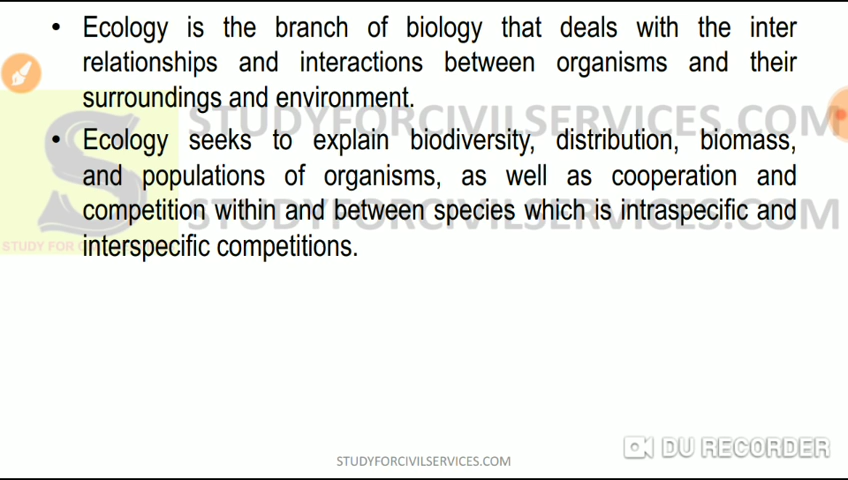 • Ecology is the branch of biology that deals with the inter
relationships and interactions between organisms and their
surroundings and environment.
STUDYFORCIVILSERVICES.COM
• Ecology seeks to explain biodiversity, distribution, biomass,
and populations of organisms, as well as cooperation and
competition within and between species which is intraspecific and
STUDYFORCIVILSERVICES.COM
STUDY FOR C
interspecific competitions.
DU RECORDER
STUDYFORCIVILSERVICES.COM